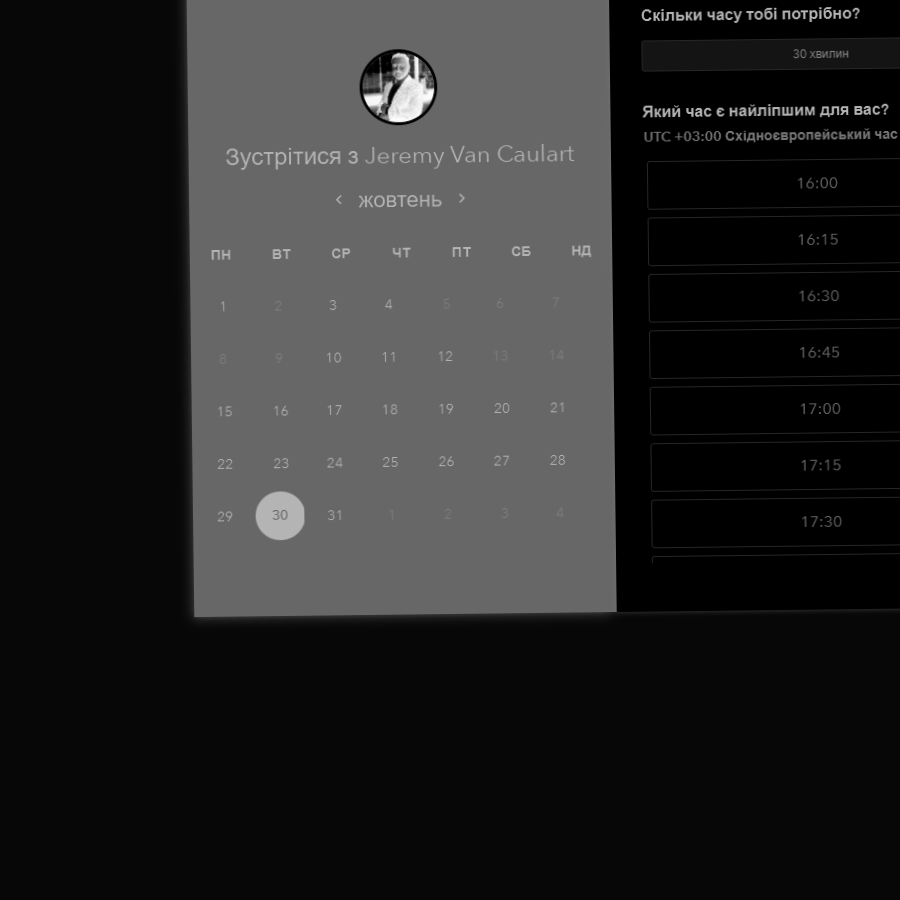 Зустрітися з Jeremy Van Caulart
‹ жовтень ›
ПН ВТ СР ЧТ ПТ СБ НД
1 2 3 4 5 6 7
8 9 10 11 12 13 14
15 16 17 18 19 20 21
22 23 24 25 26 27 28
29 30 31 1 2 3 4
Скільки часу тобі потрібно?
30 хвилин
Який час є найліпшим для вас?
UTC +03:00 Східноєвропейський час
16:00
16:15
16:30
16:45
17:00
17:15
17:30